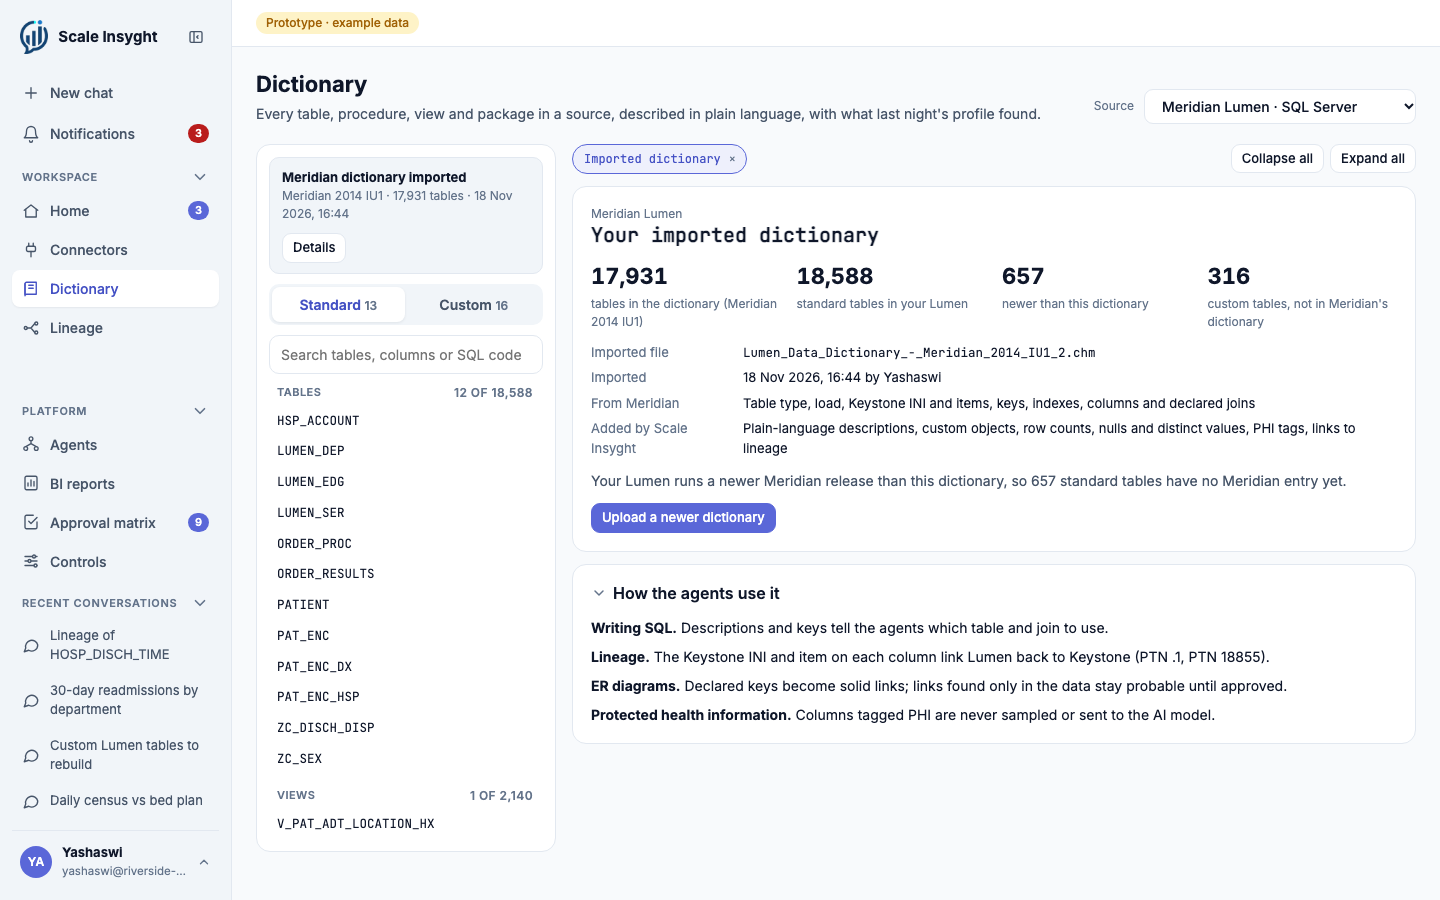 Scale Insyght
New chat
Notifications 3
WORKSPACE
Home 3
Connectors
Dictionary
Lineage
PLATFORM
Agents
BI reports
Approval matrix 9
Controls
RECENT CONVERSATIONS
Lineage of
HOSP_DISCH_TIME
30-day readmissions by
department
Custom Lumen tables to
rebuild
Daily census vs bed plan
YA
Yashaswi
yashaswi@riverside-...
Prototype · example data
Dictionary
Every table, procedure, view and package in a source, described in plain language, with what last night's profile found.
Source
Meridian Lumen · SQL Server
Meridian dictionary imported
Meridian 2014 IU1 · 17,931 tables · 18 Nov
2026, 16:44
Details
Standard 13
Custom 16
Search tables, columns or SQL code
TABLES 12 OF 18,588
HSP_ACCOUNT
LUMEN_DEP
LUMEN_EDG
LUMEN_SER
ORDER_PROC
ORDER_RESULTS
PATIENT
PAT_ENC
PAT_ENC_DX
PAT_ENC_HSP
ZC_DISCH_DISP
ZC_SEX
VIEWS 1 OF 2,140
V_PAT_ADT_LOCATION_HX
Imported dictionary ×
Collapse all
Expand all
Meridian Lumen
Your imported dictionary
17,931
tables in the dictionary (Meridian
2014 IU1)
18,588
standard tables in your Lumen
657
newer than this dictionary
316
custom tables, not in Meridian's
dictionary
Imported file Lumen_Data_Dictionary_-_Meridian_2014_IU1_2.chm
Imported 18 Nov 2026, 16:44 by Yashaswi
From Meridian Table type, load, Keystone INI and items, keys, indexes, columns and declared joins
Added by Scale
Insyght
Plain-language descriptions, custom objects, row counts, nulls and distinct values, PHI tags, links to
lineage
Your Lumen runs a newer Meridian release than this dictionary, so 657 standard tables have no Meridian entry yet.
Upload a newer dictionary
How the agents use it
Writing SQL. Descriptions and keys tell the agents which table and join to use.
Lineage. The Keystone INI and item on each column link Lumen back to Keystone (PTN .1, PTN 18855).
ER diagrams. Declared keys become solid links; links found only in the data stay probable until approved.
Protected health information. Columns tagged PHI are never sampled or sent to the AI model.